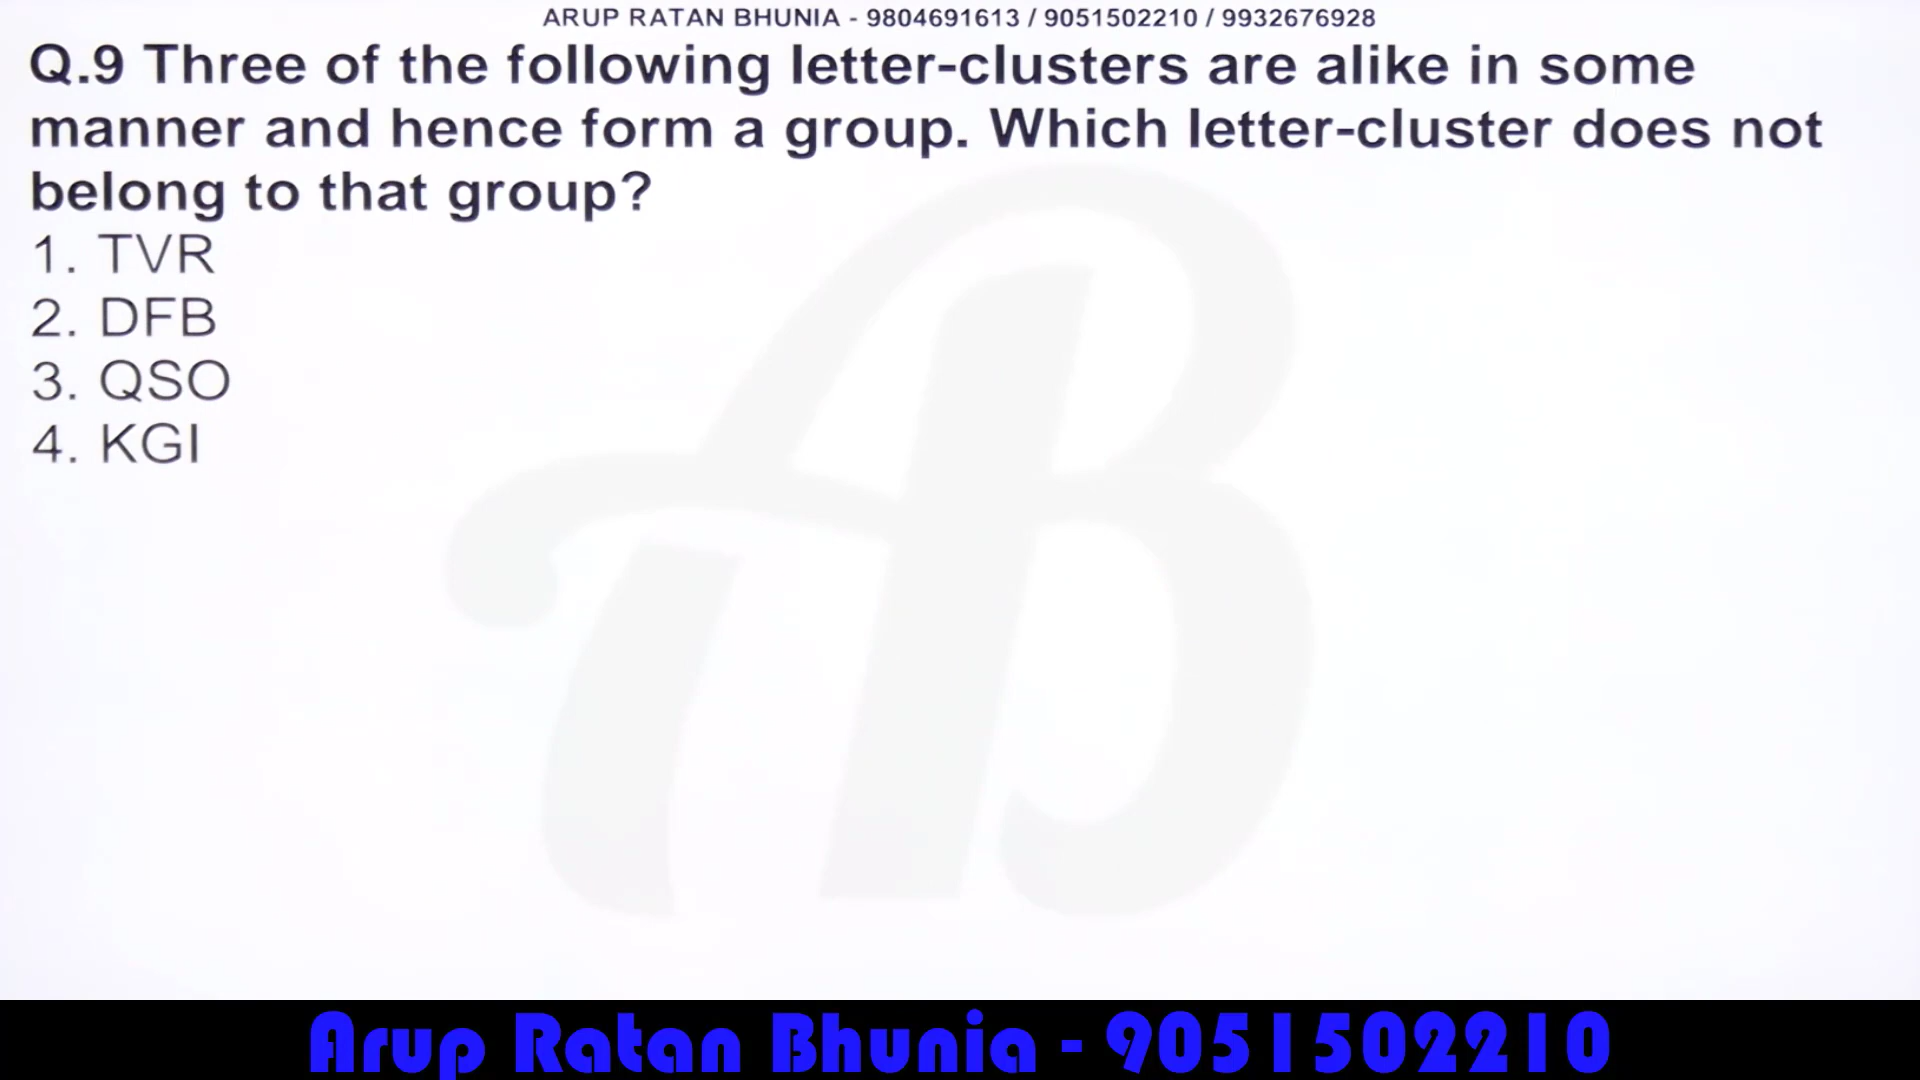 ARUP RATAN BHUNIA - 9804691613 / 9051502210 / 9932676928
Q.9 Three of the following letter-clusters are alike in some
manner and hence form a group. Which letter-cluster does not
belong to that group?
1. TVR
2. DFB
3. QSO
4. KGI
Arup Ratan Bhunia - 9051502210